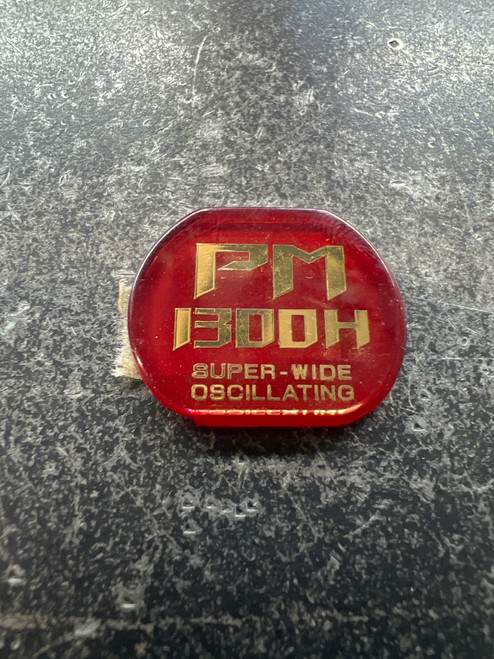 PM
1300H
SUPER-WIDE
OSCILLATING